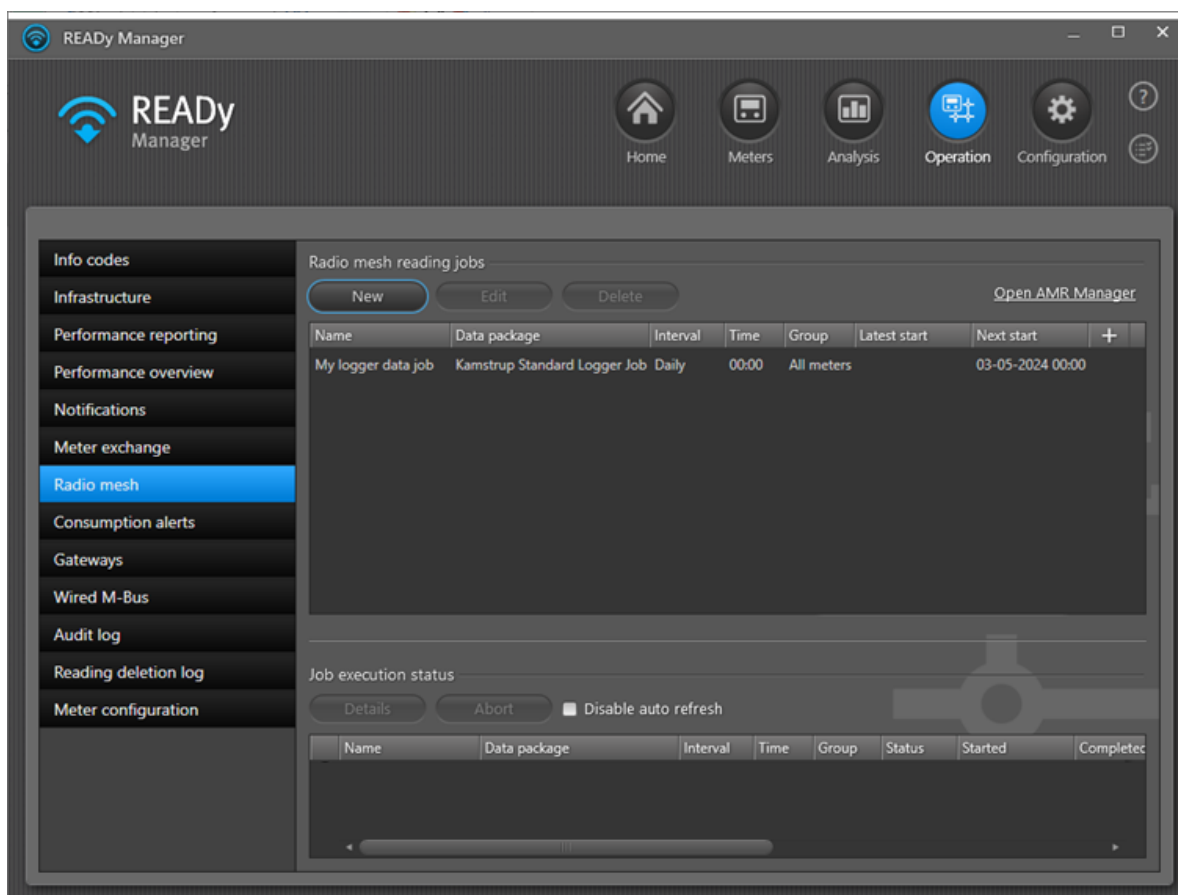 READy Manager
READy
Manager
Home Meters Analysis Operation Configuration
Info codes
Infrastructure
Performance reporting
Performance overview
Notifications
Meter exchange
Radio mesh
Consumption alerts
Gateways
Wired M-Bus
Audit log
Reading deletion log
Meter configuration
Radio mesh reading jobs
New Edit Delete Open AMR Manager
Name Data package Interval Time Group Latest start Next start +
My logger data job Kamstrup Standard Logger Job Daily 00:00 All meters 03-05-2024 00:00
Job execution status
Details Abort Disable auto refresh
Name Data package Interval Time Group Status Started Completed